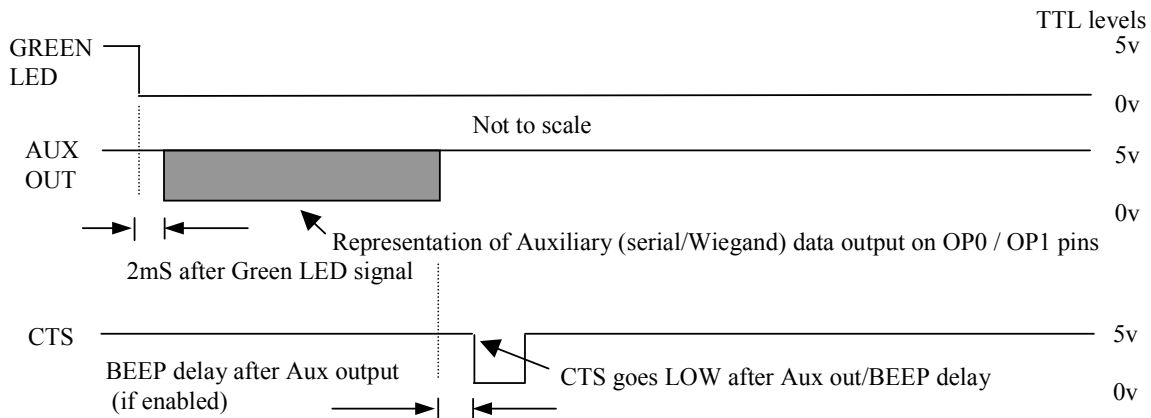 TTL levels
GREEN
LED
5v
0v
Not to scale
AUX
OUT
5v
0v
Representation of Auxiliary (serial/Wiegand) data output on OP0 / OP1 pins
2mS after Green LED signal
CTS
5v
BEEP delay after Aux output
(if enabled)
CTS goes LOW after Aux out/BEEP delay
0v